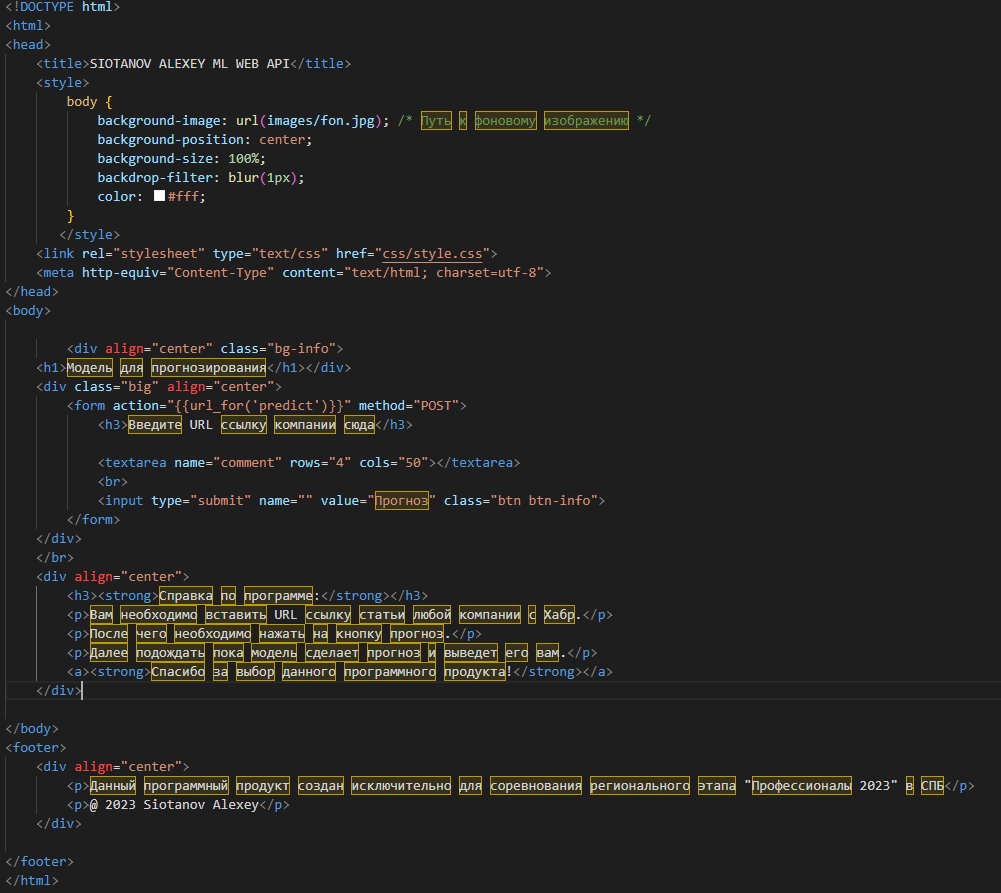 <!DOCTYPE html>
<html>
<head>
    <title>SIOTANOV ALEXEY ML WEB API</title>
    <style>
        body {
            background-image: url(images/fon.jpg); /* Путь к фоновому изображению */
            background-position: center;
            background-size: 100%;
            backdrop-filter: blur(1px);
            color: #fff;
        }
       </style>
    <link rel="stylesheet" type="text/css" href="css/style.css">
    <meta http-equiv="Content-Type" content="text/html; charset=utf-8">
</head>
<body>
        <div align="center" class="bg-info">
    <h1>Модель для прогнозирования</h1></div>
    <div class="big" align="center">
        <form action="{{url_for('predict')}}" method="POST">
            <h3>Введите URL ссылку компании сюда</h3>
            <textarea name="comment" rows="4" cols="50"></textarea>
            <br>
            <input type="submit" name="" value="Прогноз" class="btn btn-info">
        </form>
    </div>
    </br>
    <div align="center">
        <h3><strong>Справка по программе:</strong></h3>
        <p>Вам необходимо вставить URL ссылку статьи любой компании с Хабр.</p>
        <p>После чего необходимо нажать на кнопку прогноз.</p>
        <p>Далее подождать пока модель сделает прогноз и выведет его вам.</p>
        <a><strong>Спасибо за выбор данного программного продукта!</strong></a>
    </div>
</body>
<footer>
    <div align="center">
        <p>Данный программный продукт создан исключительно для соревнования регионального этапа "Профессионалы 2023" в СПБ</p>
        <p>@ 2023 Siotanov Alexey</p>
    </div>
</footer>
</html>